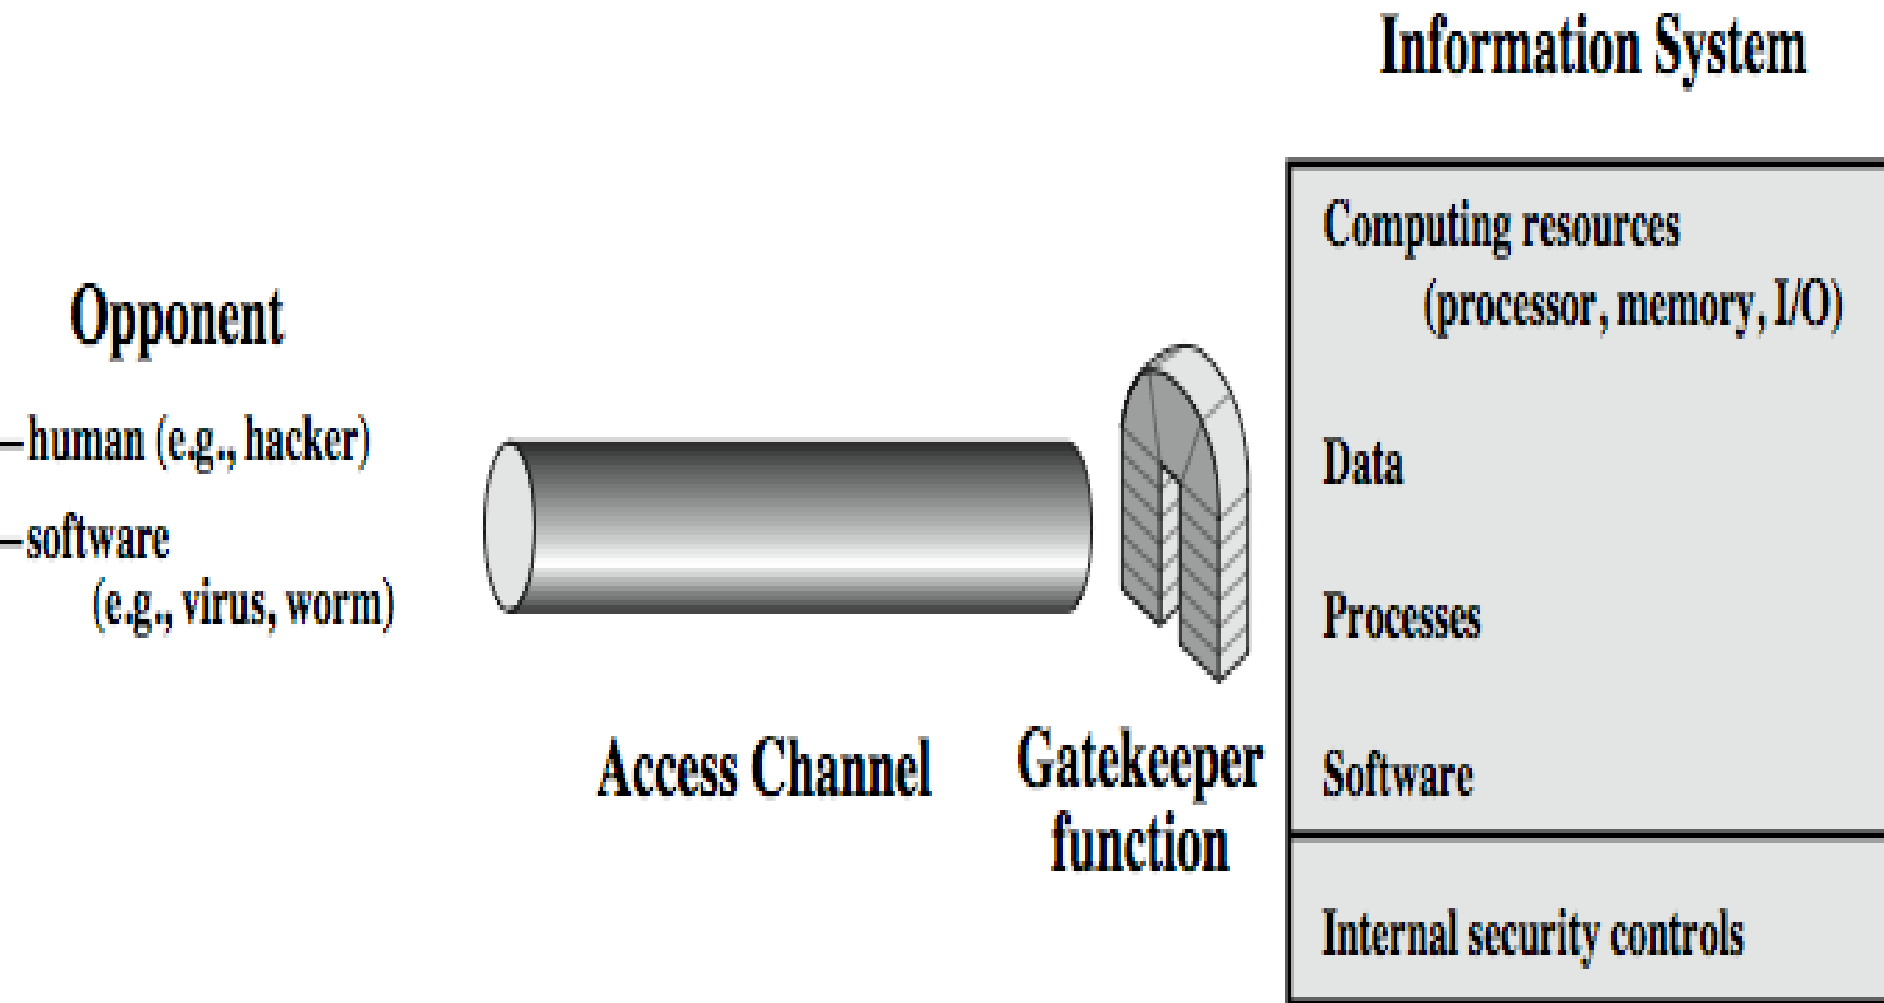 Information System
Opponent
–human (e.g., hacker)
–software
(e.g., virus, worm)
Access Channel
Gatekeeper
function
Computing resources
(processor, memory, I/O)
Data
Processes
Software
Internal security controls